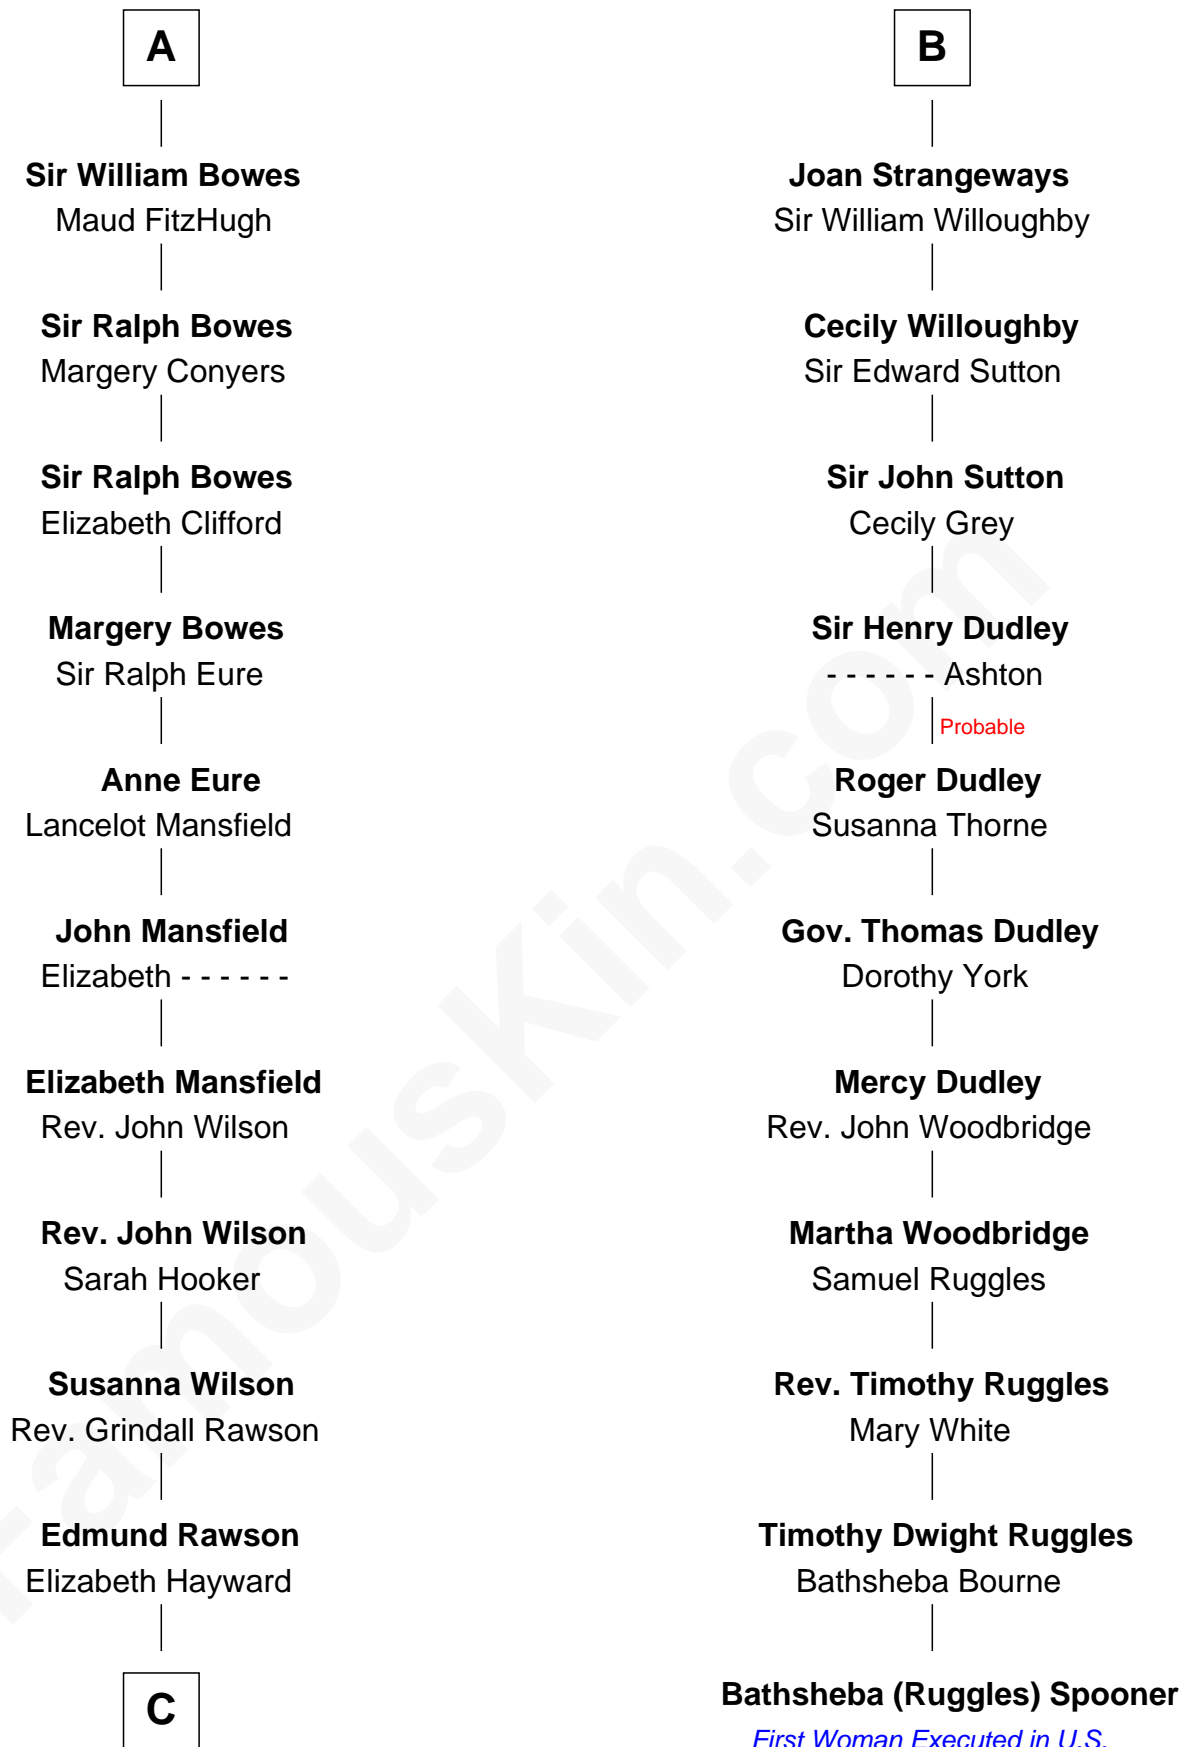 A
Sir William Bowes
Maud FitzHugh
Sir Ralph Bowes
Margery Conyers
Sir Ralph Bowes
Elizabeth Clifford
Margery Bowes
Sir Ralph Eure
Anne Eure
Lancelot Mansfield
John Mansfield
Elizabeth - - - - - -
Elizabeth Mansfield
Rev. John Wilson
Rev. John Wilson
Sarah Hooker
Susanna Wilson
Rev. Grindall Rawson
Edmund Rawson
Elizabeth Hayward
C
B
Joan Strangeways
Sir William Willoughby
Cecily Willoughby
Sir Edward Sutton
Sir John Sutton
Cecily Grey
Sir Henry Dudley
- - - - - - Ashton
Probable
Roger Dudley
Susanna Thorne
Gov. Thomas Dudley
Dorothy York
Mercy Dudley
Rev. John Woodbridge
Martha Woodbridge
Samuel Ruggles
Rev. Timothy Ruggles
Mary White
Timothy Dwight Ruggles
Bathsheba Bourne
Bathsheba (Ruggles) Spooner
First Woman Executed in U.S.
FamousKin.com